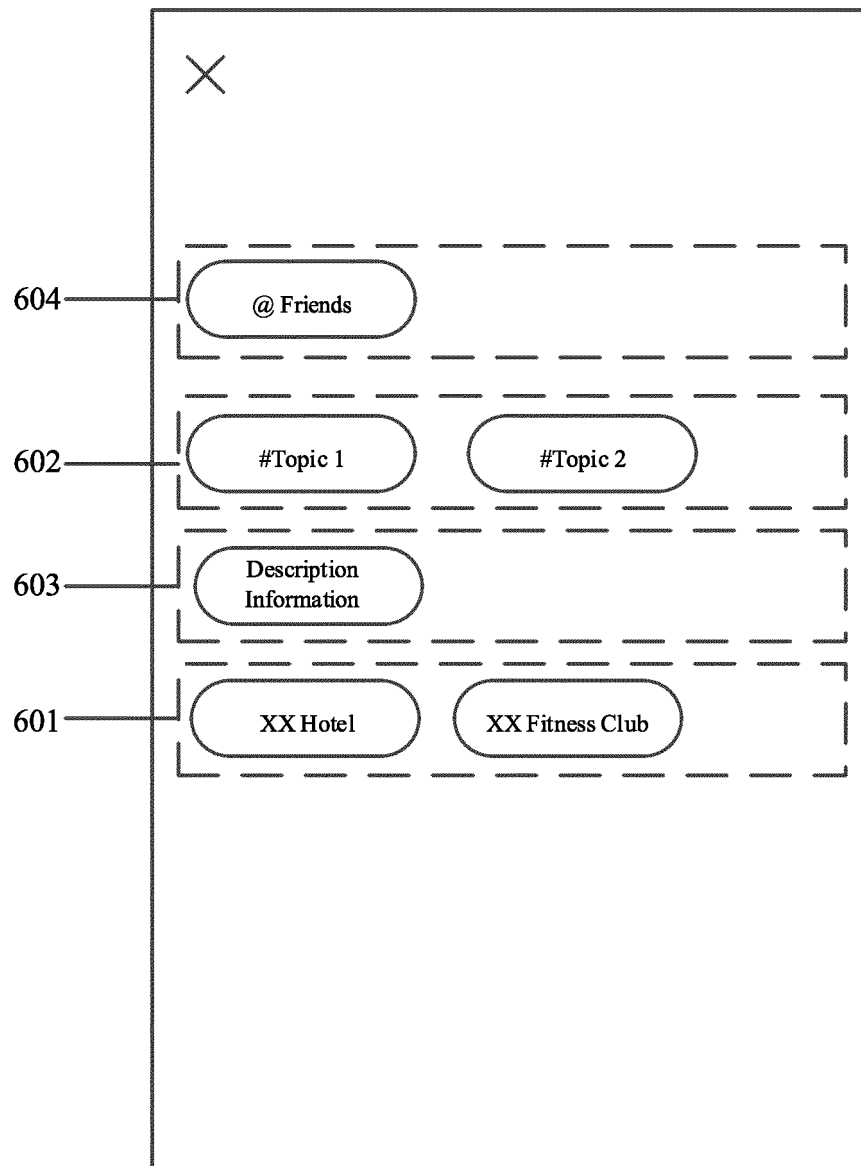 604
@ Friends
602
#Topic 1
#Topic 2
603
Description
Information
601
XX Hotel
XX Fitness Club